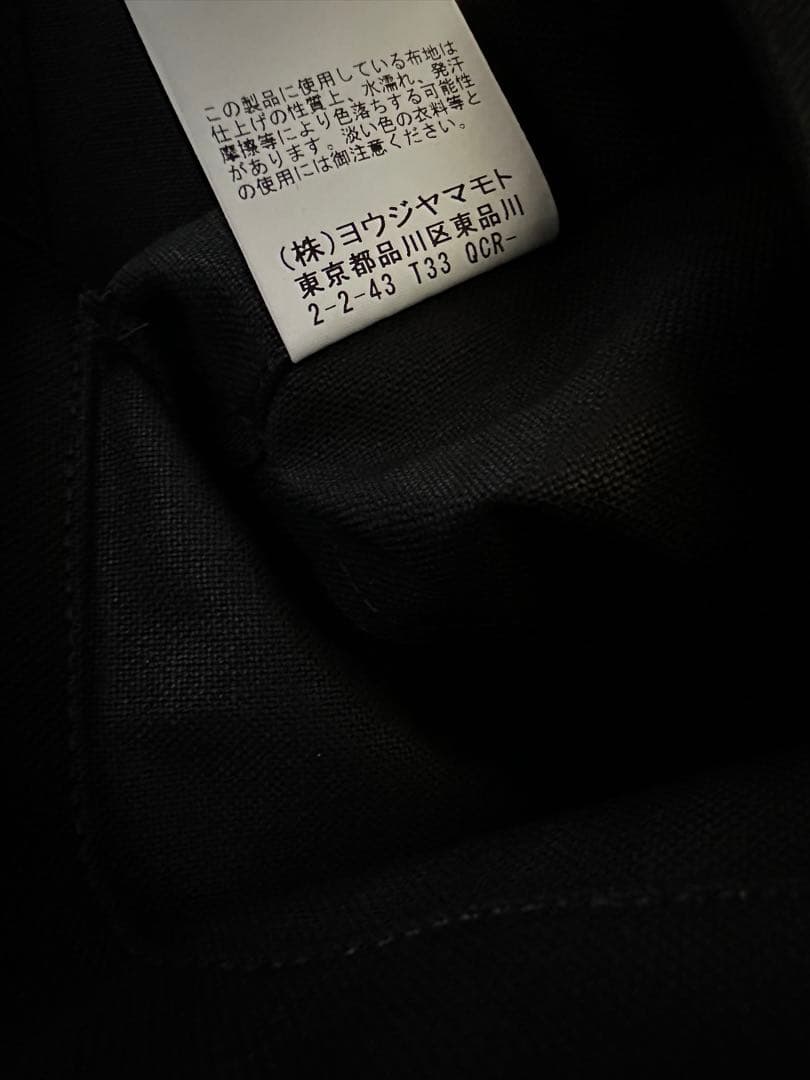 この製品に使用している布地は
仕上げの性質上、水濡れ、発汗
摩擦等により色落ちする可能性
があります。淡い色の衣料等と
の使用には御注意ください。
(株)ヨウジヤマモト
東京都品川区東品川
2-2-43 T33 QCR-